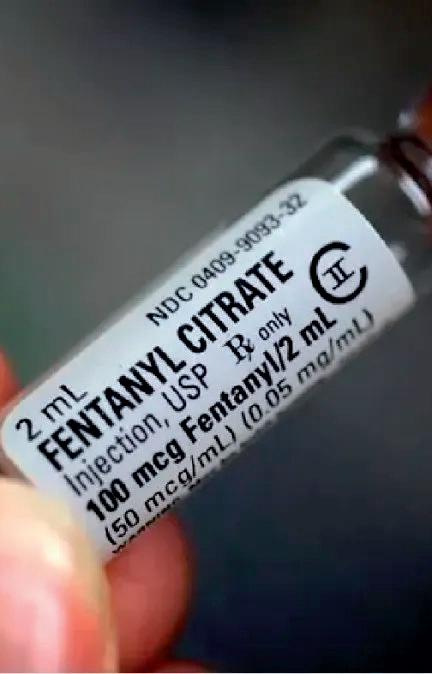 NDC 0409-9093-32
2 mL
FENTANYL CITRATE
CII
Injection, USP Rx only
100 mcg Fentanyl/2 mL
(50 mcg/mL) (0.05 mg/mL)